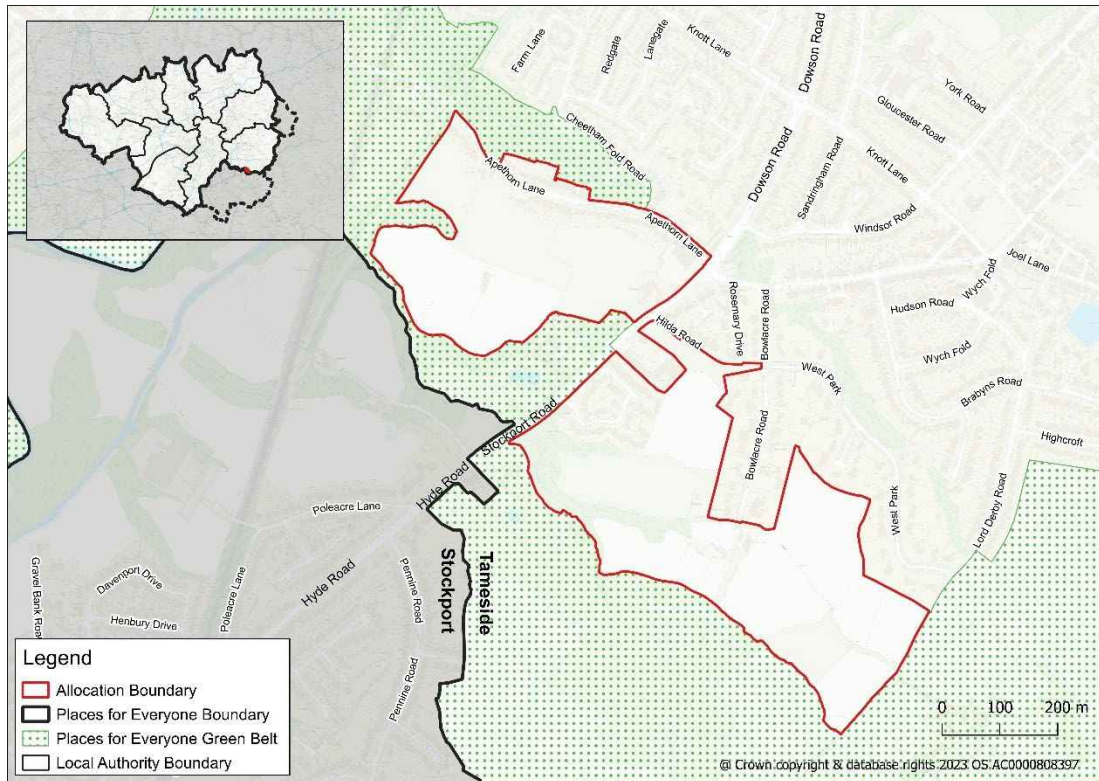 Farm Lane
Redgate
Lanegate
Knott Lane
Dowson Road
York Road
Gloucester Road
Cheetham Fold Road
Knott Lane
Apethorn Lane
Dowson Road
Sandringham Road
Windsor Road
Apethorn Lane
Joel Lane
Wych Fold
Rosemary Drive
Hudson Road
Hilda Road
Bowlacre Road
Wych Fold
West Park
Brabyns Road
Stockport Road
Bowlacre Road
Highcroft
Hyde Road
Poleacre Lane
West Park
Lord Derby Road
Tameside
Stockport
Gravel Bank Road
Davenport Drive
Poleacre Lane
Hyde Road
Pennine Road
Henbury Drive
Pennine Road
Legend
Allocation Boundary
Places for Everyone Boundary
Places for Everyone Green Belt
Local Authority Boundary
0 100 200 m
@ Crown copyright & database rights 2023 OS.AC0000808397